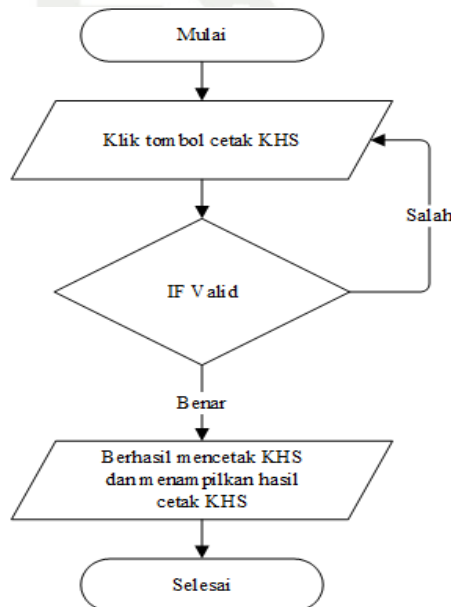 Mulai
Klik tombol cetak KHS
Salah
IF Valid
Benar
Berhasil mencetak KHS
dan menampilkan hasil
cetak KHS
Selesai